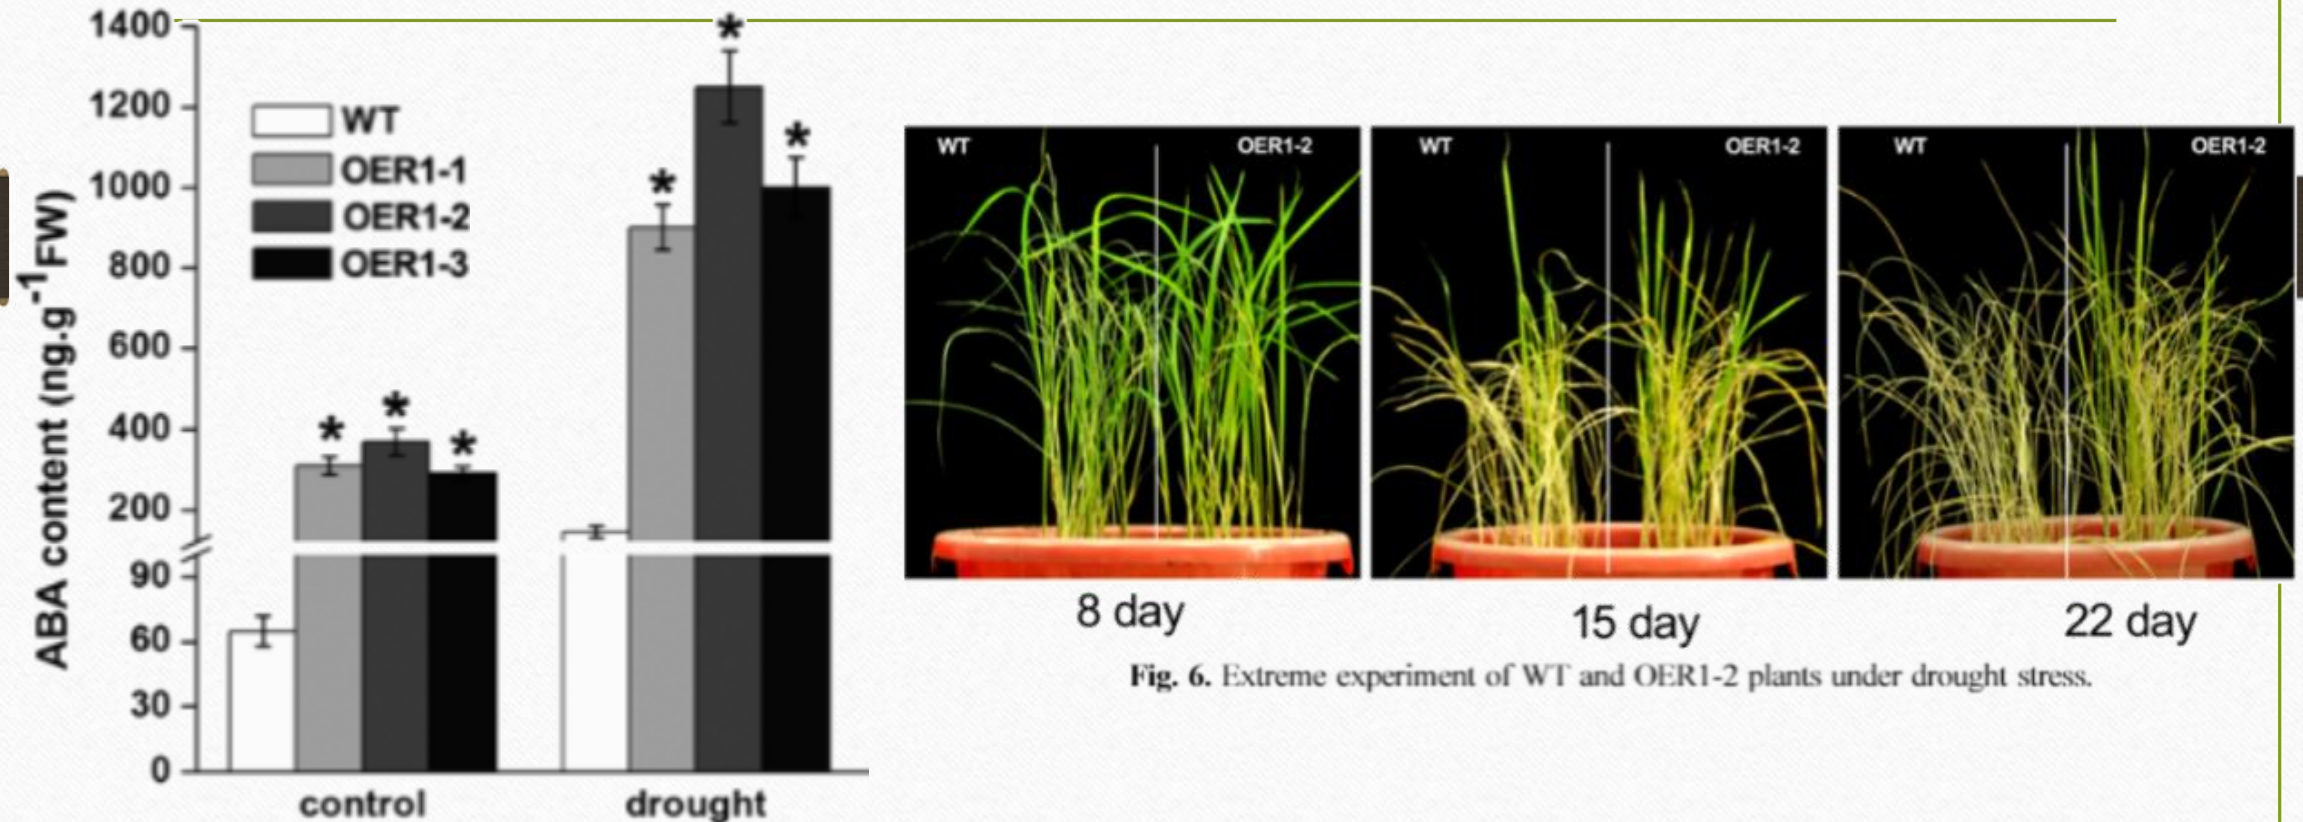 1400
1200
1000
800
600
400
200
90
60
30
0
ABA content (ng.g-1FW)
WT
OER1-1
OER1-2
OER1-3
*
*
*
*
*
*
control
drought
WT OER1-2
WT OER1-2
WT OER1-2
8 day
15 day
22 day
Fig. 6. Extreme experiment of WT and OER1-2 plants under drought stress.